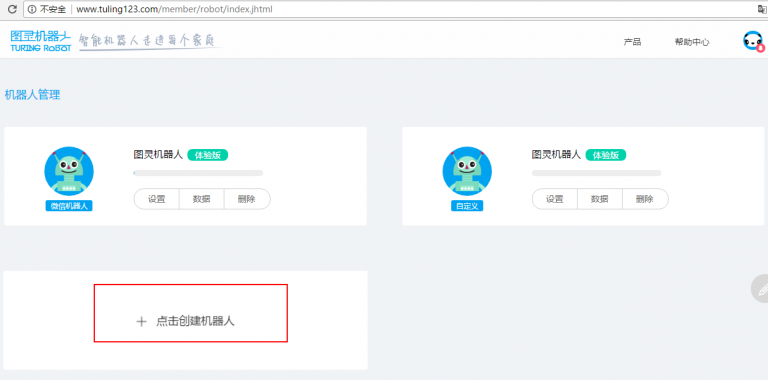 不安全 www.tuling123.com/member/robot/index.jhtml
图灵机器人
TURING ROBOT
智能机器人走进每个家庭
产品 帮助中心
机器人管理
图灵机器人 体验版
微信机器人
设置 数据 删除
图灵机器人 体验版
自定义
设置 数据 删除
+ 点击创建机器人